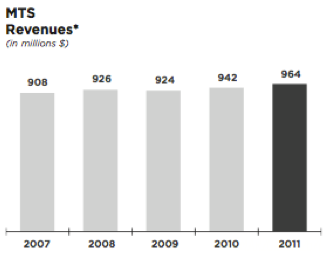 MTS
Revenues*
(in millions $)
908 926 924 942 964
2007 2008 2009 2010 2011